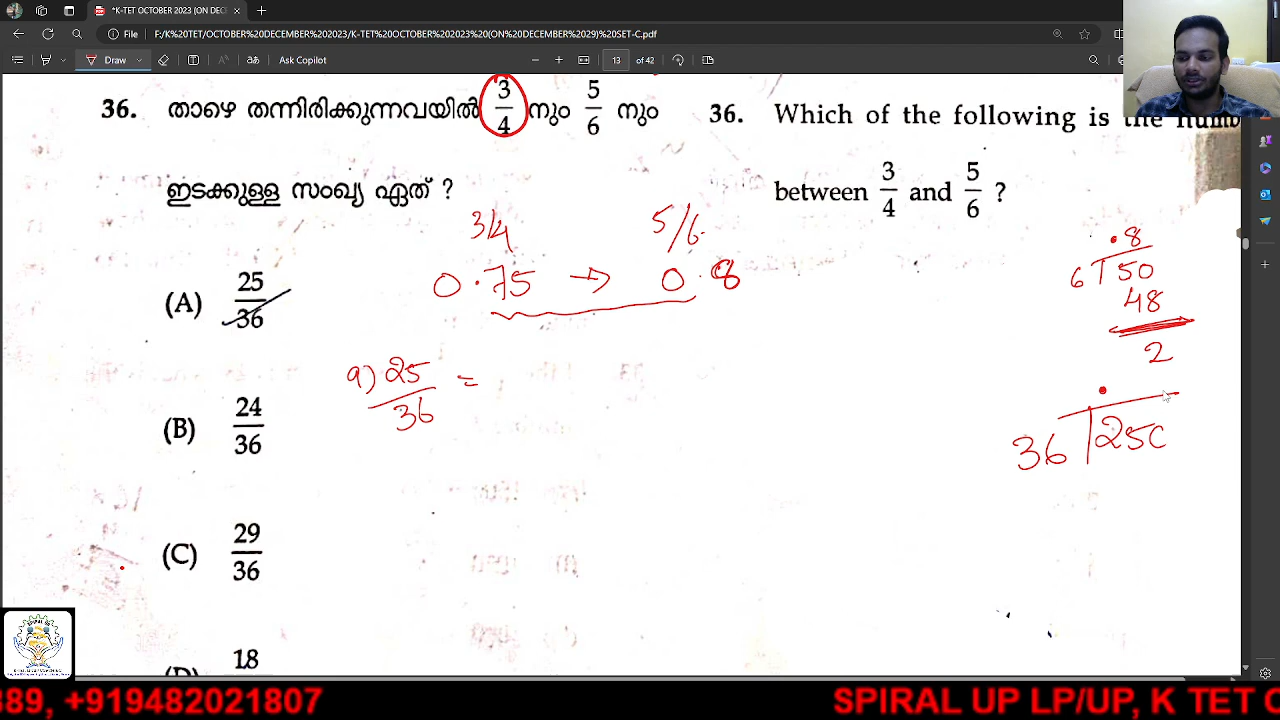 *K-TET OCTOBER 2023 (ON DECEM
File F:/K%20TET/OCTOBER%20DECEMBER%202023/K-TET%20OCTOBER%202023%20(ON%20DECEMBER%2029)%20SET-C.pdf
Draw Ask Copilot 13 of 42
36. താഴെ തന്നിരിക്കുന്നവയിൽ 3/4 നും 5/6 നും
ഇടക്കുള്ള സംഖ്യ ഏത് ?
(A) 25/36
(B) 24/36
(C) 29/36
18
36. Which of the following is the numb
between 3/4 and 5/6 ?
3/4 5/6
0.75 → 0.8
a) 25/36 =
.8
6 50
48
2
.
36 250
389, +919482021807 SPIRAL UP LP/UP, K TET C